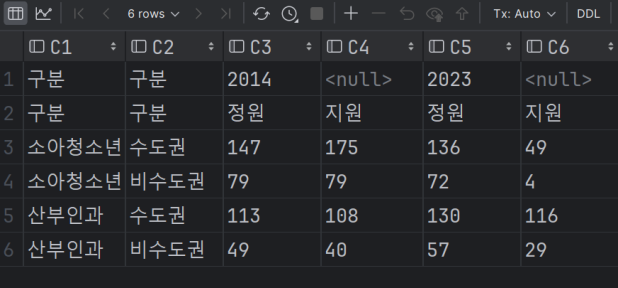 6 rows Tx: Auto DDL
C1 C2 C3 C4 C5 C6
1 구분 구분 2014 <null> 2023 <null>
2 구분 구분 정원 지원 정원 지원
3 소아청소년 수도권 147 175 136 49
4 소아청소년 비수도권 79 79 72 4
5 산부인과 수도권 113 108 130 116
6 산부인과 비수도권 49 40 57 29